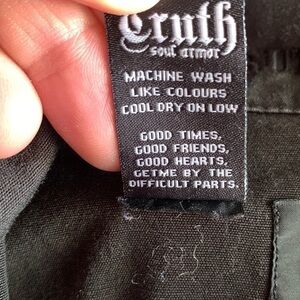 Truth
soul armor
MACHINE WASH
LIKE COLOURS
COOL DRY ON LOW
GOOD TIMES,
GOOD FRIENDS,
GOOD HEARTS,
GETME BY THE
DIFFICULT PARTS.